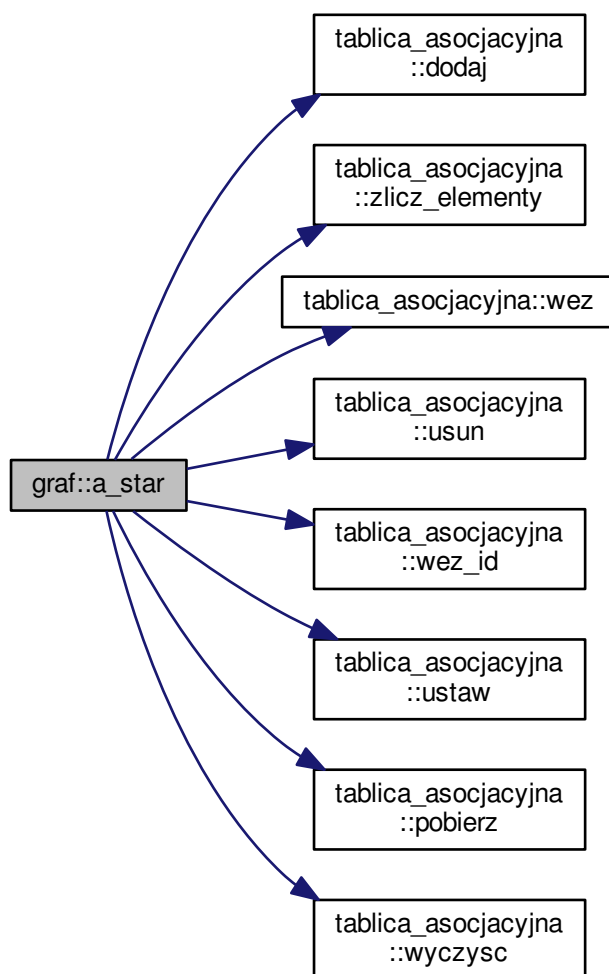 tablica_asocjacyjna
::dodaj
tablica_asocjacyjna
::zlicz_elementy
tablica_asocjacyjna::wez
tablica_asocjacyjna
::usun
graf::a_star
tablica_asocjacyjna
::wez_id
tablica_asocjacyjna
::ustaw
tablica_asocjacyjna
::pobierz
tablica_asocjacyjna
::wyczysc